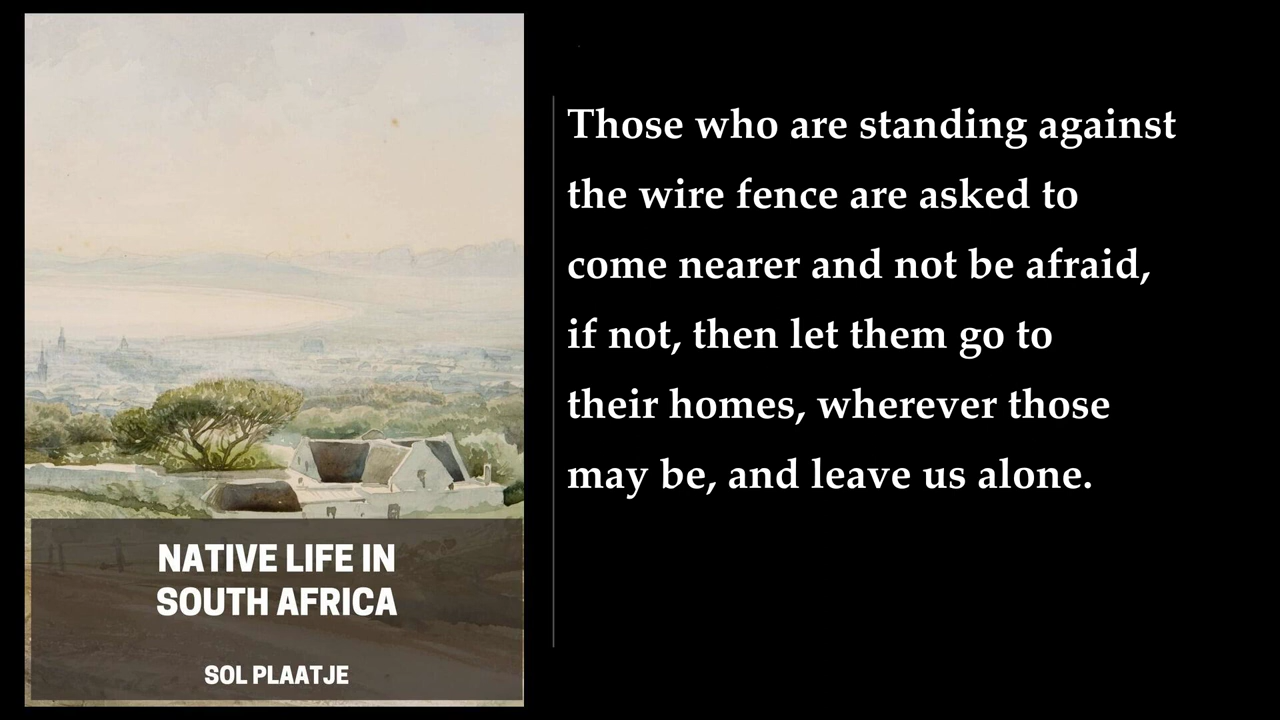 Those who are standing against
the wire fence are asked to
come nearer and not be afraid,
if not, then let them go to
their homes, wherever those
may be, and leave us alone.
NATIVE LIFE IN
SOUTH AFRICA
SOL PLAATJE